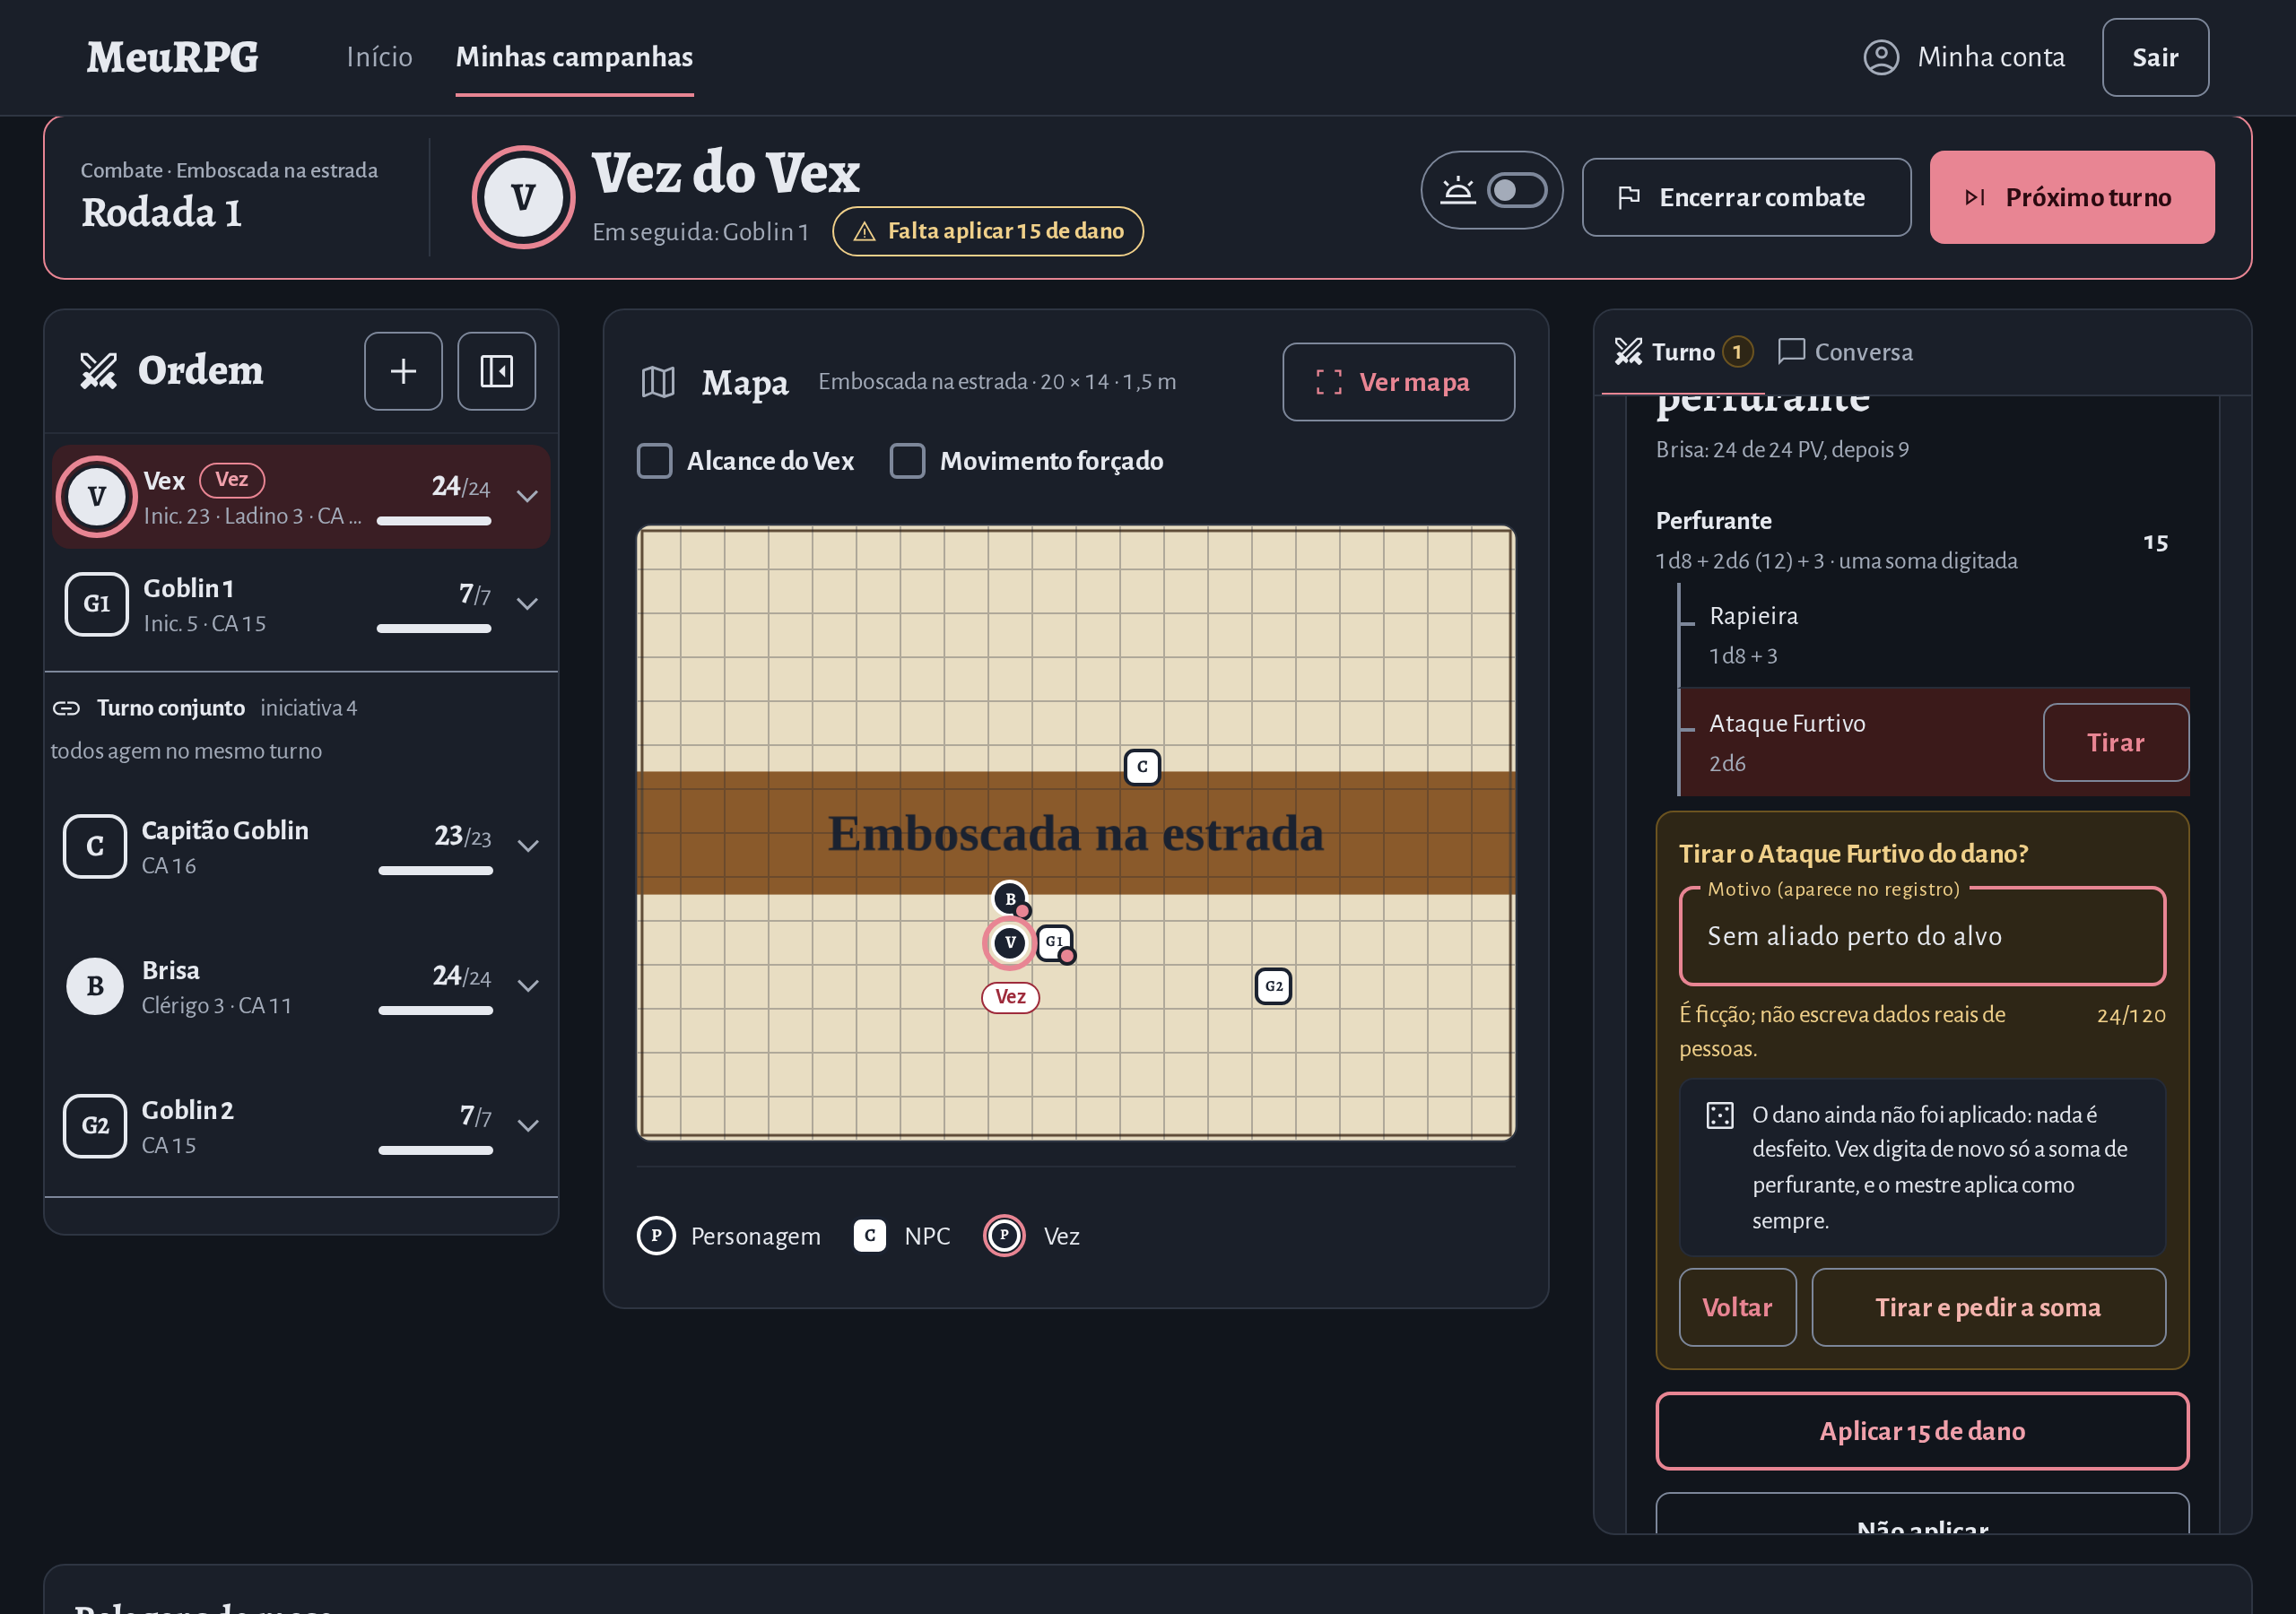 MeuRPG
Início
Minhas campanhas
Minha conta
Sair
Combate · Emboscada na estrada
Rodada 1
V
Vez do Vex
Em seguida: Goblin 1
Falta aplicar 15 de dano
Encerrar combate
Próximo turno
Ordem
V
Vex
Vez
24/24
Inic. 23 · Ladino 3 · CA ...
G1
Goblin 1
7/7
Inic. 5 · CA 15
Turno conjunto iniciativa 4
todos agem no mesmo turno
C
Capitão Goblin
23/23
CA 16
B
Brisa
24/24
Clérigo 3 · CA 11
G2
Goblin 2
7/7
CA 15
Mapa
Emboscada na estrada · 20 × 14 · 1,5 m
Ver mapa
Alcance do Vex
Movimento forçado
C
Emboscada na estrada
B
V
G1
Vez
G2
P
Personagem
C
NPC
P
Vez
Turno 1
Conversa
perfurante
Brisa: 24 de 24 PV, depois 9
Perfurante
15
1d8 + 2d6 (12) + 3 · uma soma digitada
Rapieira
1d8 + 3
Ataque Furtivo
2d6
Tirar
Tirar o Ataque Furtivo do dano?
Motivo (aparece no registro)
Sem aliado perto do alvo
É ficção; não escreva dados reais de
pessoas.
24/120
O dano ainda não foi aplicado: nada é
desfeito. Vex digita de novo só a soma de
perfurante, e o mestre aplica como
sempre.
Voltar
Tirar e pedir a soma
Aplicar 15 de dano
Não aplicar